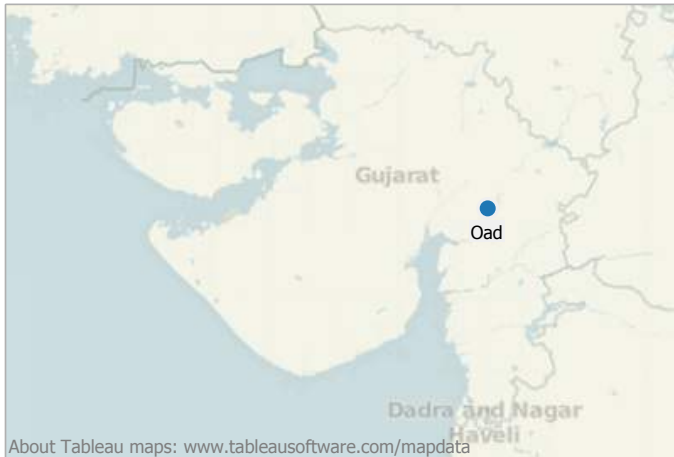 Gujarat
Oad
Dadra and Nagar
Haveli
About Tableau maps: www.tableausoftware.com/mapdata